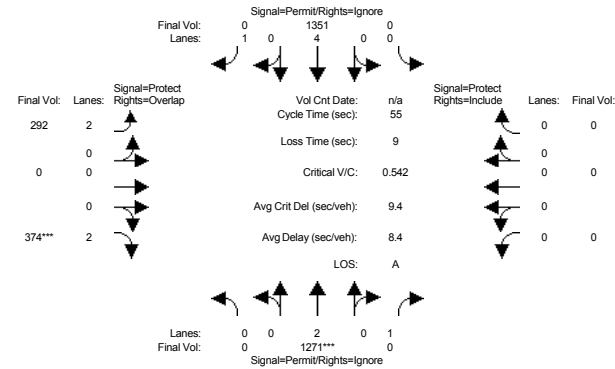 Signal=Permit/Rights=Ignore
Final Vol: 0 1351 0
Lanes: 1 0 4 0 0
Signal=Protect Signal=Protect
Final Vol: Lanes: Rights=Overlap Vol Cnt Date: n/a Rights=Include Lanes: Final Vol:
Cycle Time (sec): 55
292 2 0 0
Loss Time (sec): 9
0 0
0 0 Critical V/C: 0.542 0 0
0 Avg Crit Del (sec/veh): 9.4 0
374*** 2 Avg Delay (sec/veh): 8.4 0 0
LOS: A
Lanes: 0 0 2 0 1
Final Vol: 0 1271*** 0
Signal=Permit/Rights=Ignore